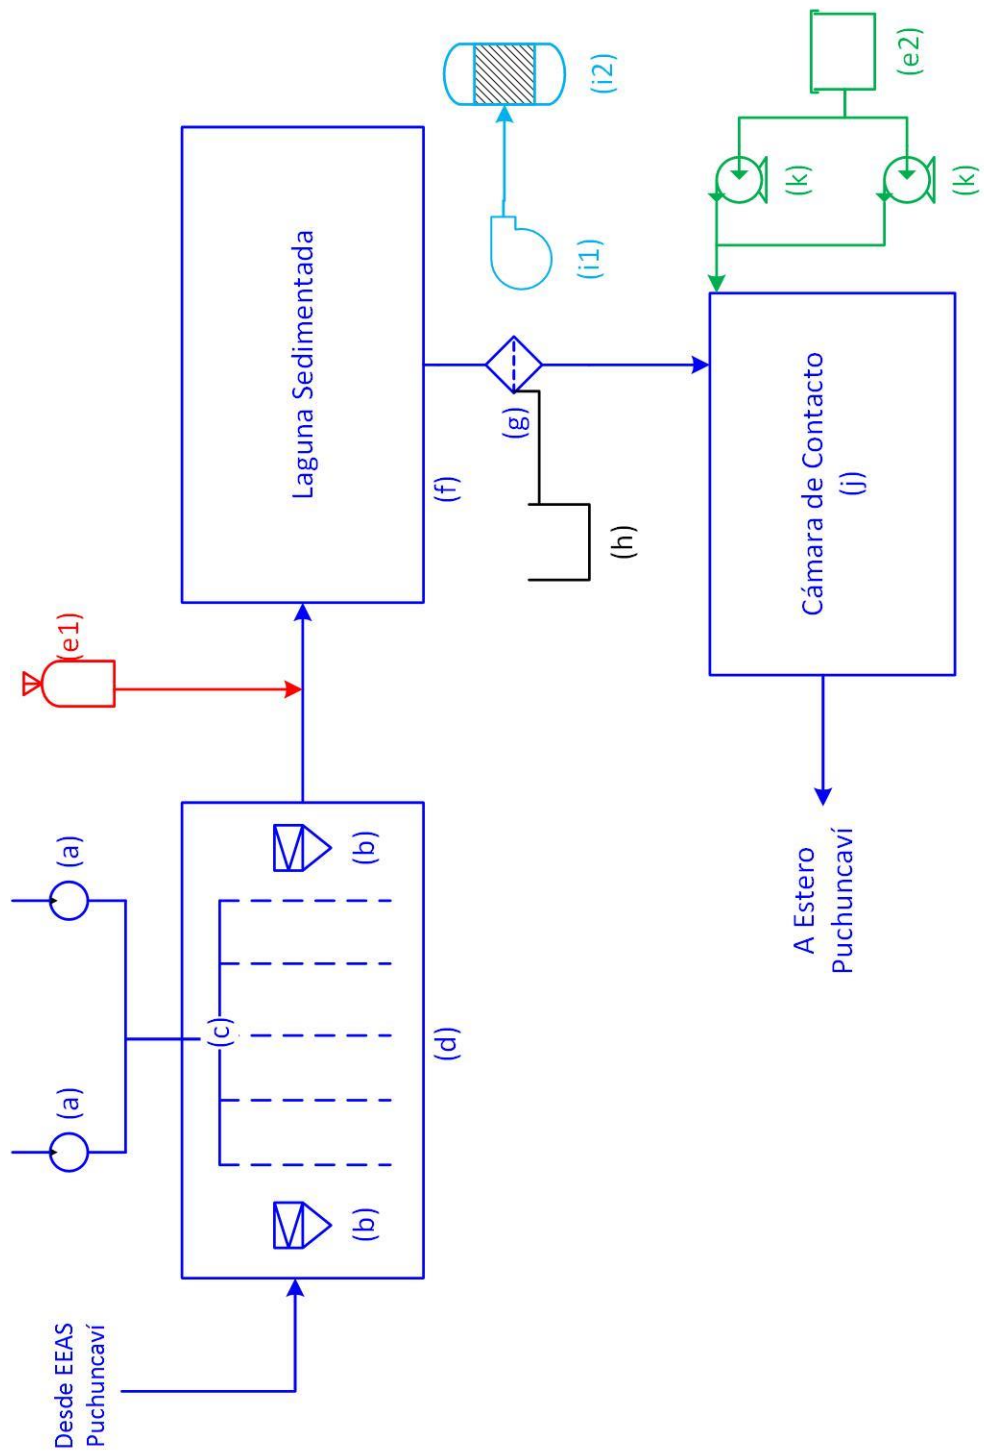 Desde EEAS
Puchuncaví
(a)
(a)
(b)
(c)
(b)
(d)
(e1)
Laguna Sedimentada
(f)
(g)
(h)
(i1)
(i2)
Cámara de Contacto
(j)
(k)
(k)
(e2)
A Estero
Puchuncaví